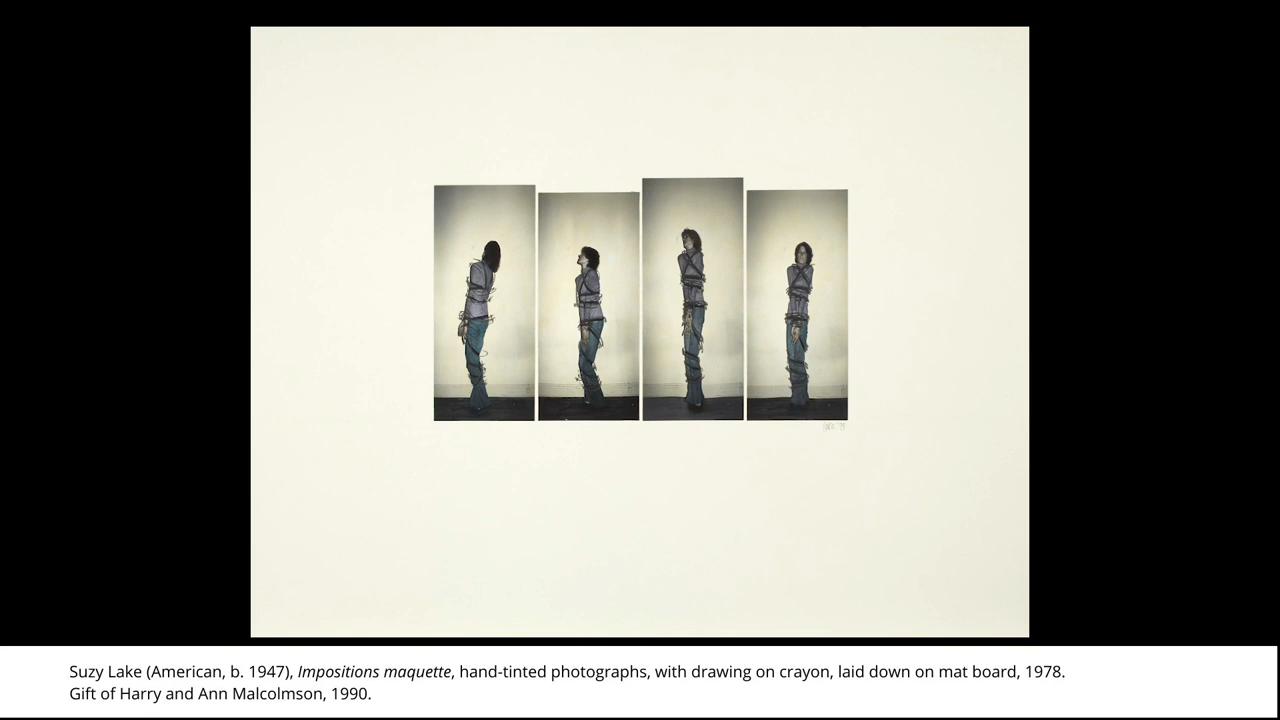 Suzy Lake (American, b. 1947), Impositions maquette, hand-tinted photographs, with drawing on crayon, laid down on mat board, 1978.
Gift of Harry and Ann Malcolmson, 1990.